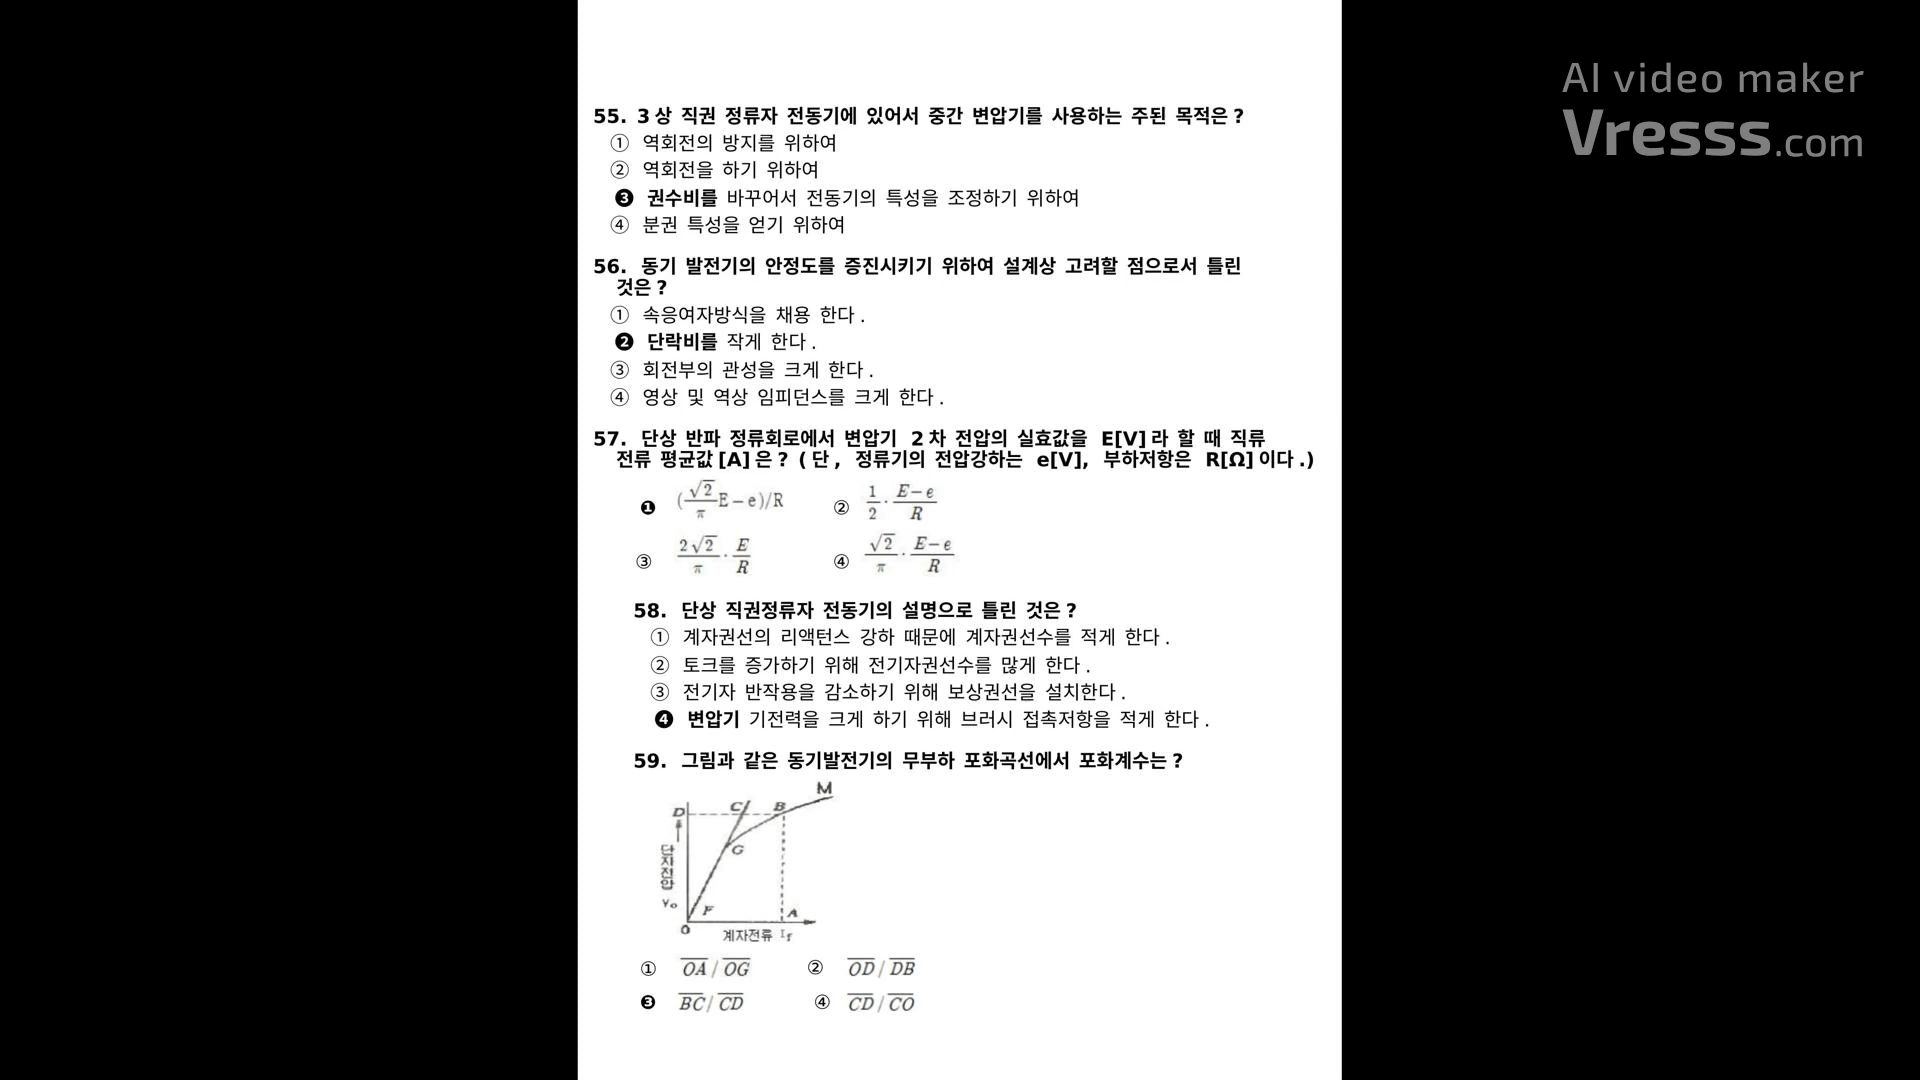 AI video maker
Vresss.com
55. 3상 직권 정류자 전동기에 있어서 중간 변압기를 사용하는 주된 목적은?
① 역회전의 방지를 위하여
② 역회전을 하기 위하여
❸ 권수비를 바꾸어서 전동기의 특성을 조정하기 위하여
④ 분권 특성을 얻기 위하여
56. 동기 발전기의 안정도를 증진시키기 위하여 설계상 고려할 점으로서 틀린
것은?
① 속응여자방식을 채용 한다.
❷ 단락비를 작게 한다.
③ 회전부의 관성을 크게 한다.
④ 영상 및 역상 임피던스를 크게 한다.
57. 단상 반파 정류회로에서 변압기 2차 전압의 실효값을 E[V]라 할 때 직류
전류 평균값[A]은? (단, 정류기의 전압강하는 e[V], 부하저항은 R[Ω]이다.)
❶ (√2/π E－e)/R ② 1/2 · E－e/R
③ 2√2/π · E/R ④ √2/π · E－e/R
58. 단상 직권정류자 전동기의 설명으로 틀린 것은?
① 계자권선의 리액턴스 강하 때문에 계자권선수를 적게 한다.
② 토크를 증가하기 위해 전기자권선수를 많게 한다.
③ 전기자 반작용을 감소하기 위해 보상권선을 설치한다.
❹ 변압기 기전력을 크게 하기 위해 브러시 접촉저항을 적게 한다.
59. 그림과 같은 동기발전기의 무부하 포화곡선에서 포화계수는?
M
D C B
G
단자전압
V₀
F A
O
계자전류 If
① OA / OG ② OD / DB
❸ BC / CD ④ CD / CO